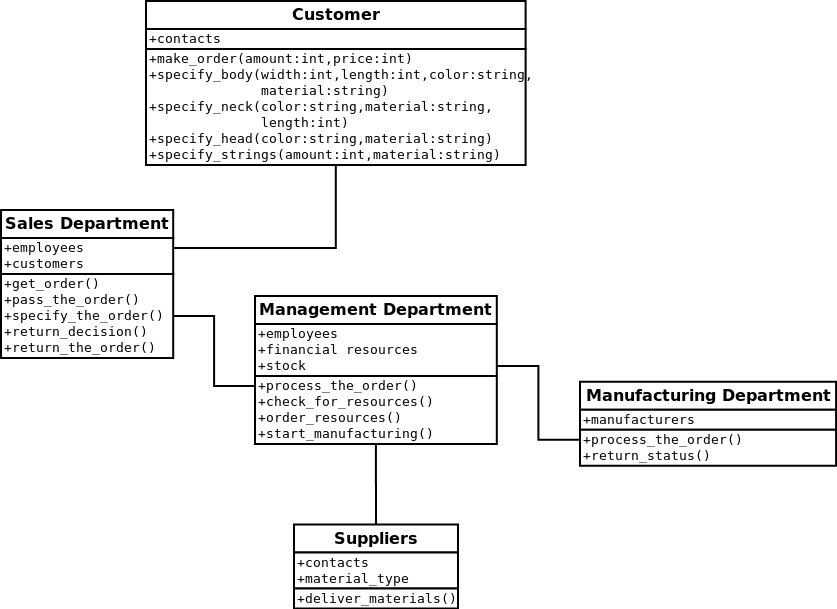 Customer
+contacts
+make_order(amount:int,price:int)
+specify_body(width:int,length:int,color:string,
material:string)
+specify_neck(color:string,material:string,
length:int)
+specify_head(color:string,material:string)
+specify_strings(amount:int,material:string)
Sales Department
+employees
+customers
+get_order()
+pass_the_order()
+specify_the_order()
+return_decision()
+return_the_order()
Management Department
+employees
+financial resources
+stock
+process_the_order()
+check_for_resources()
+order_resources()
+start_manufacturing()
Manufacturing Department
+manufacturers
+process_the_order()
+return_status()
Suppliers
+contacts
+material_type
+deliver_materials()